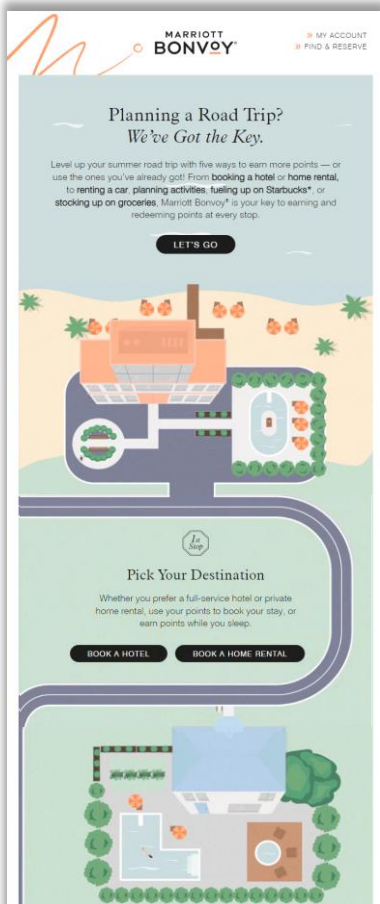 MARRIOTT
BONVOY®
» MY ACCOUNT
» FIND & RESERVE
Planning a Road Trip?
We've Got the Key.
Level up your summer road trip with five ways to earn more points — or
use the ones you've already got! From booking a hotel or home rental,
to renting a car, planning activities, fueling up on Starbucks®, or
stocking up on groceries, Marriott Bonvoy® is your key to earning and
redeeming points at every stop.
LET'S GO
1st
Stop
Pick Your Destination
Whether you prefer a full-service hotel or private
home rental, use your points to book your stay, or
earn points while you sleep.
BOOK A HOTEL
BOOK A HOME RENTAL